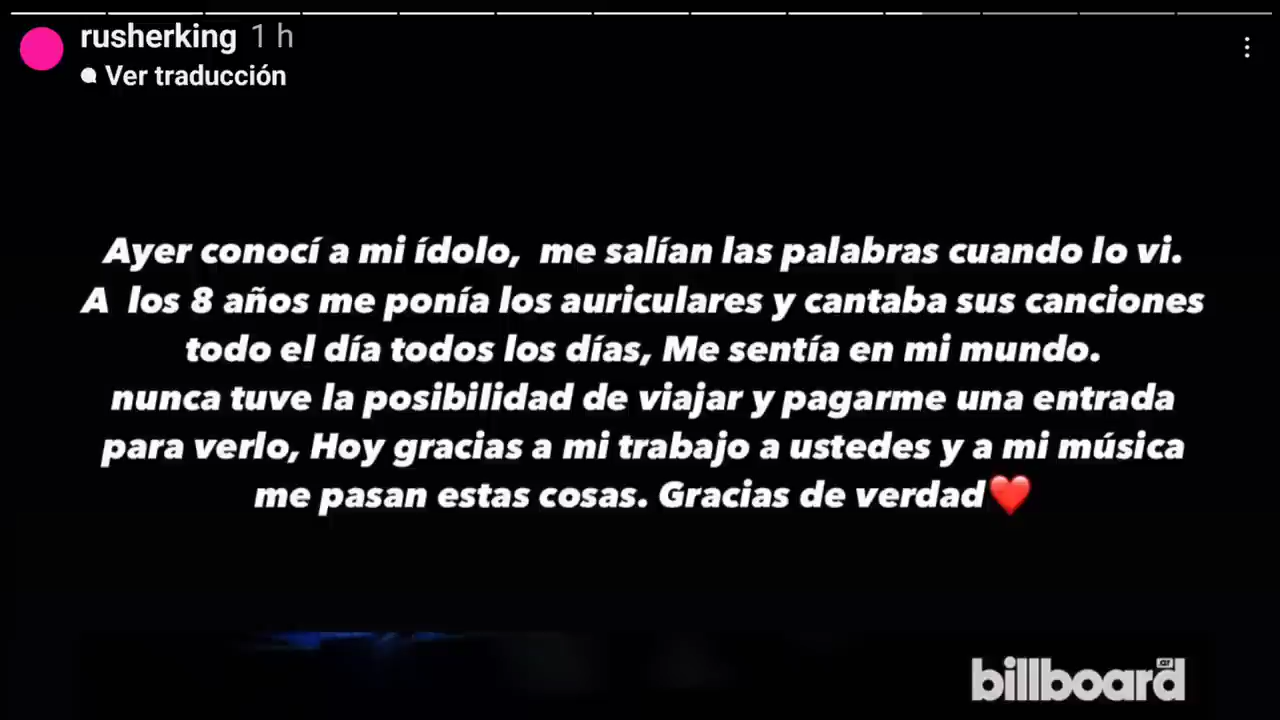 rusherking 1 h
Ver traducción
Ayer conocí a mi ídolo, me salían las palabras cuando lo vi.
A los 8 años me ponía los auriculares y cantaba sus canciones
todo el día todos los días, Me sentía en mi mundo.
nunca tuve la posibilidad de viajar y pagarme una entrada
para verlo, Hoy gracias a mi trabajo a ustedes y a mi música
me pasan estas cosas. Gracias de verdad❤️
billboard